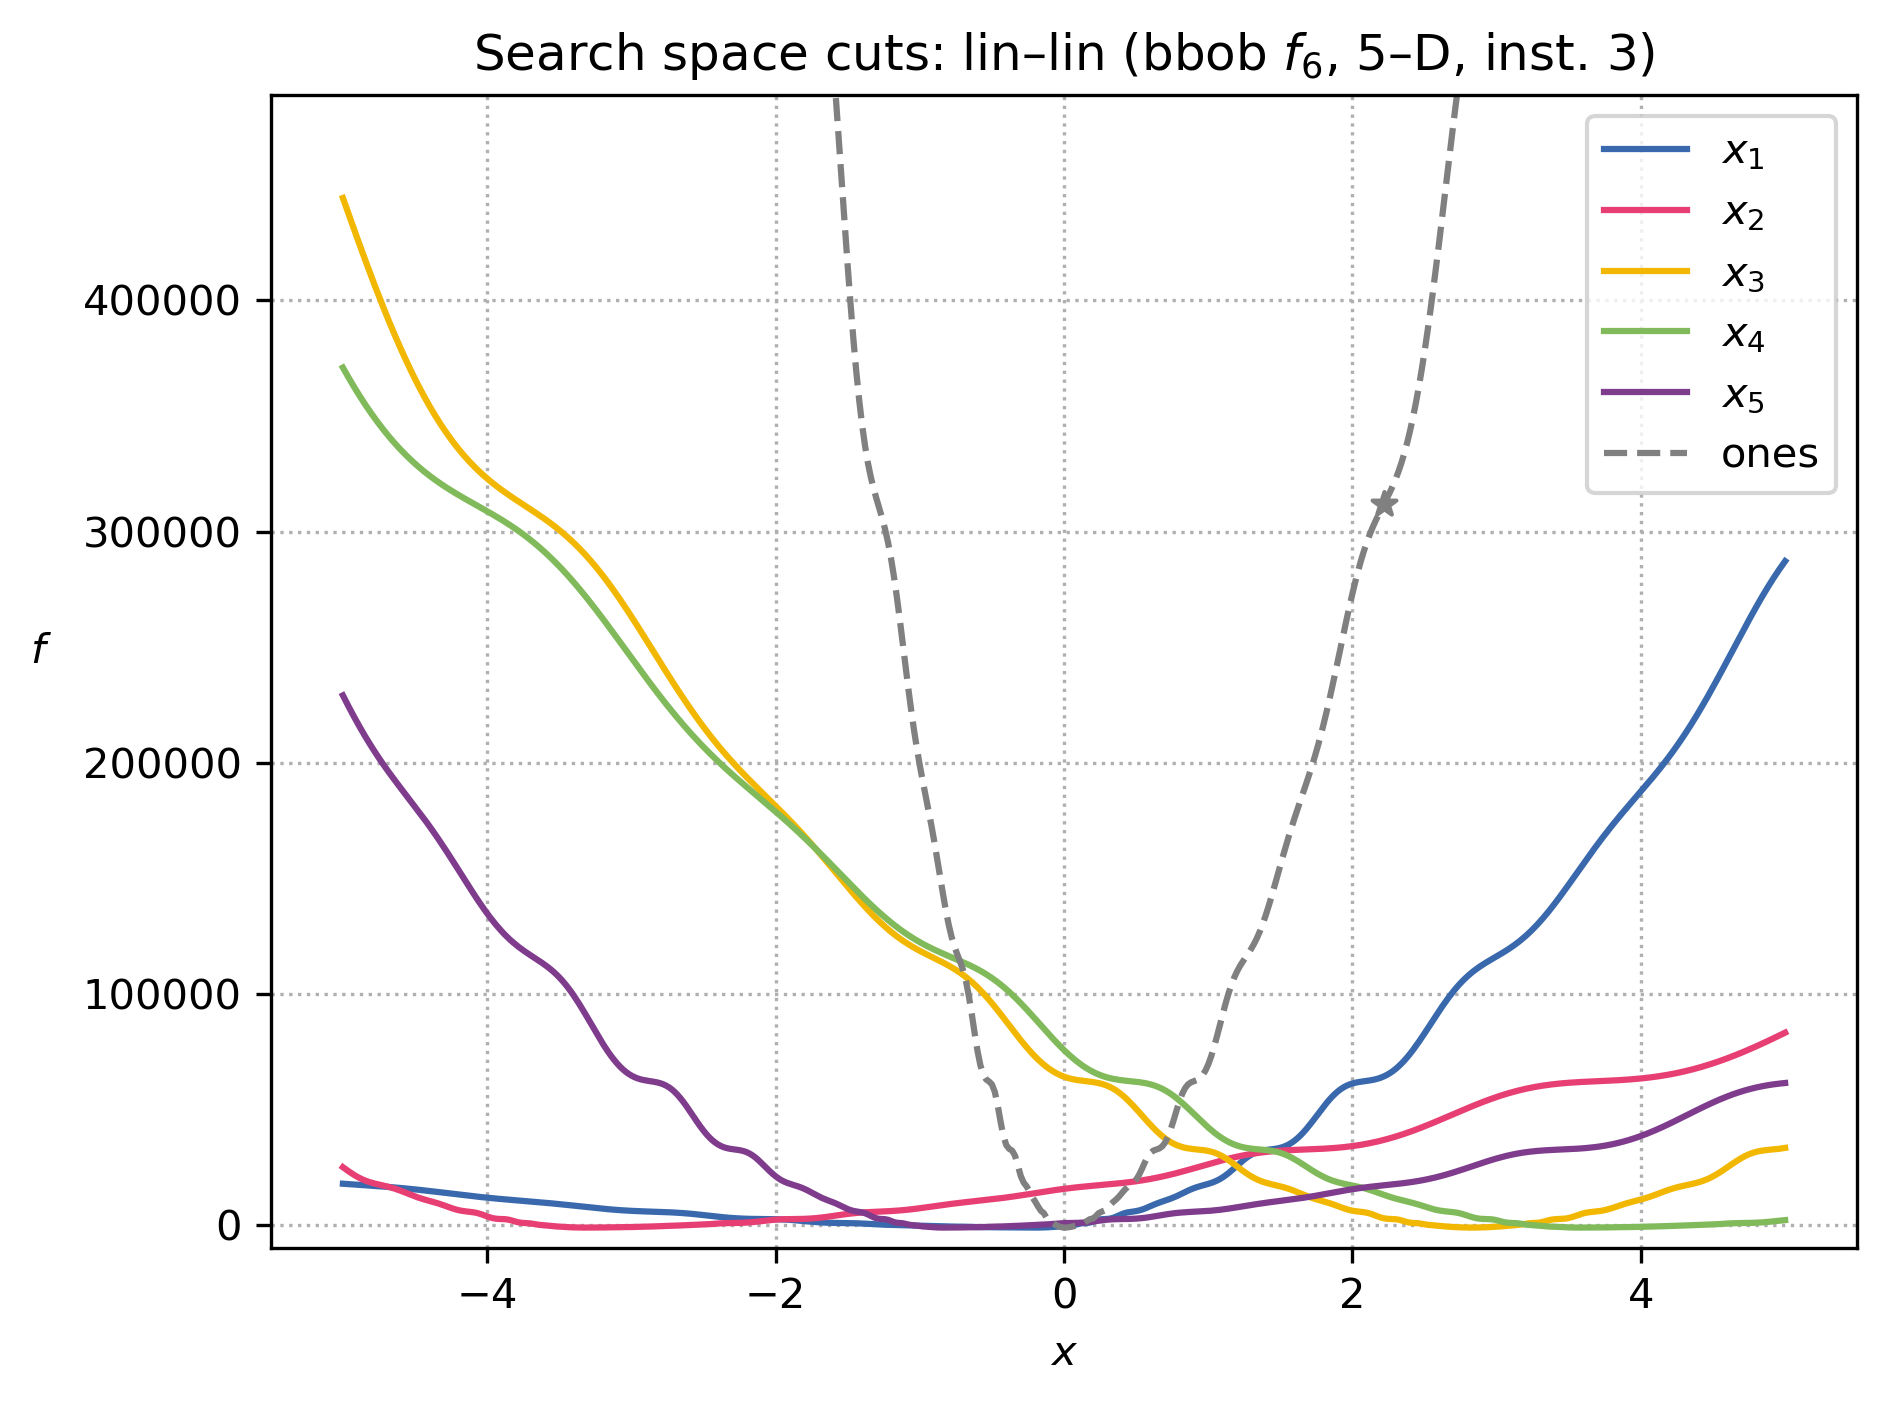 Search space cuts: lin–lin (bbob f₆, 5–D, inst. 3)
f
400000
300000
200000
100000
0
−4
−2
0
2
4
x
x₁
x₂
x₃
x₄
x₅
ones